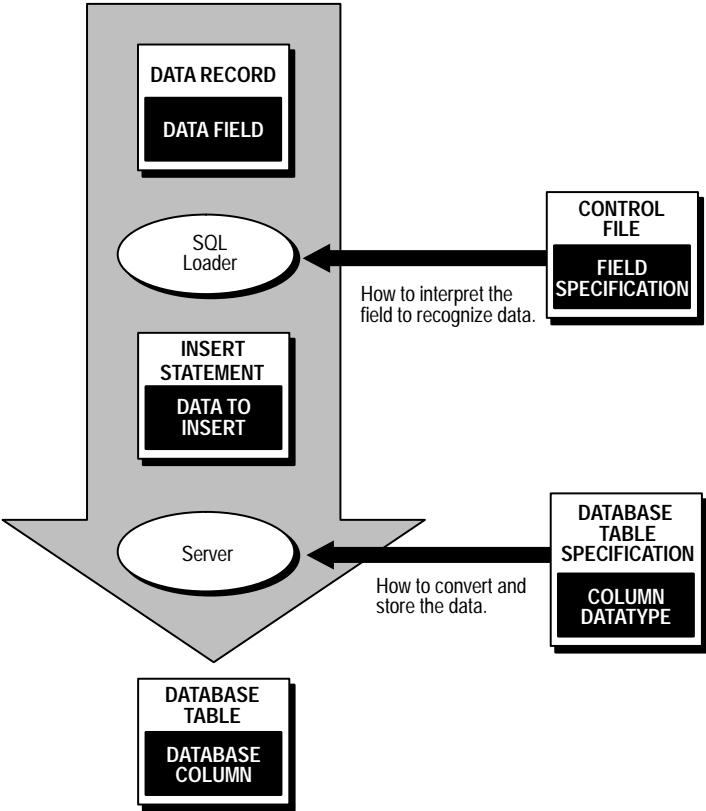 DATA RECORD
DATA FIELD
SQL
Loader
CONTROL
FILE
FIELD
SPECIFICATION
How to interpret the
field to recognize data.
INSERT
STATEMENT
DATA TO
INSERT
Server
DATABASE
TABLE
SPECIFICATION
COLUMN
DATATYPE
How to convert and
store the data.
DATABASE
TABLE
DATABASE
COLUMN